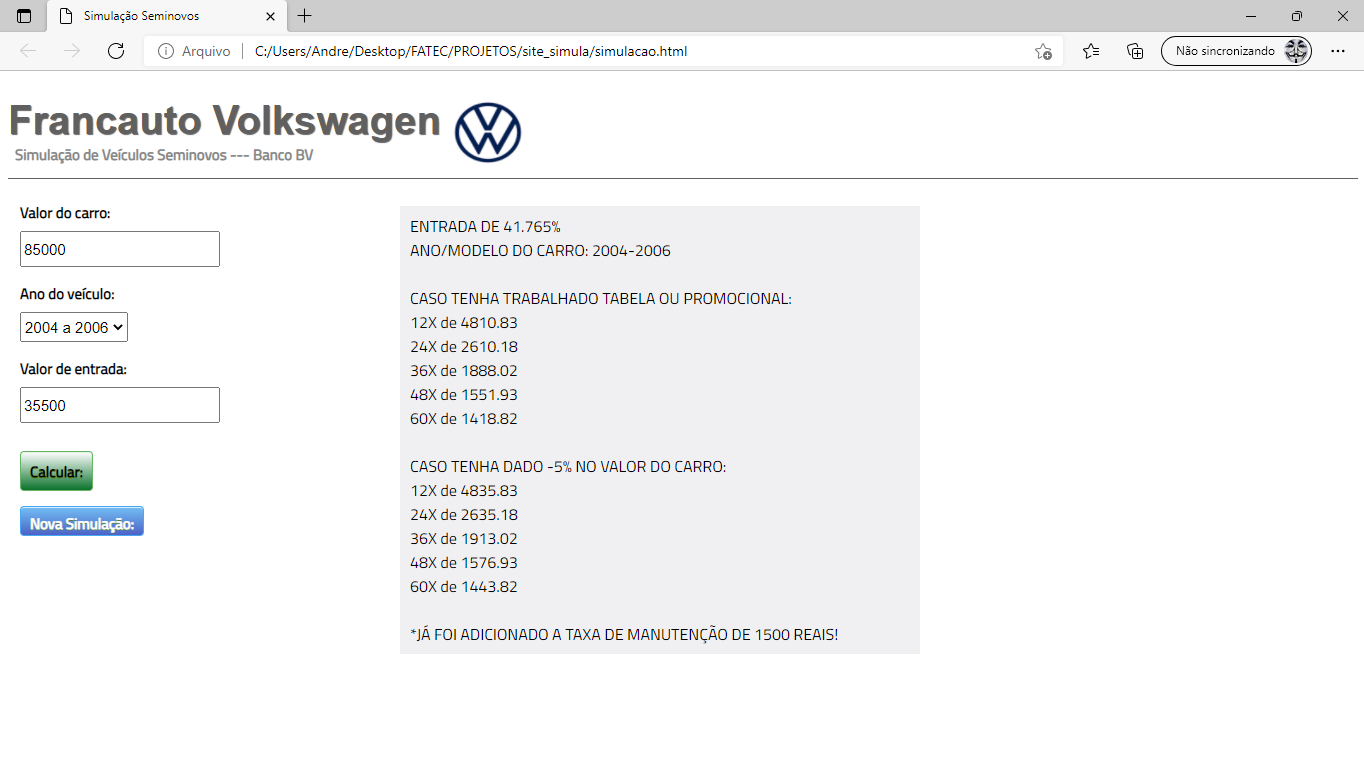 Simulação Seminovos
Arquivo
C:/Users/Andre/Desktop/FATEC/PROJETOS/site_simula/simulacao.html
Não sincronizando
Francauto Volkswagen
Simulação de Veículos Seminovos --- Banco BV
Valor do carro:
85000
Ano do veículo:
2004 a 2006
Valor de entrada:
35500
Calcular:
Nova Simulação:
ENTRADA DE 41.765%
ANO/MODELO DO CARRO: 2004-2006
CASO TENHA TRABALHADO TABELA OU PROMOCIONAL:
12X de 4810.83
24X de 2610.18
36X de 1888.02
48X de 1551.93
60X de 1418.82
CASO TENHA DADO -5% NO VALOR DO CARRO:
12X de 4835.83
24X de 2635.18
36X de 1913.02
48X de 1576.93
60X de 1443.82
*JÁ FOI ADICIONADO A TAXA DE MANUTENÇÃO DE 1500 REAIS!